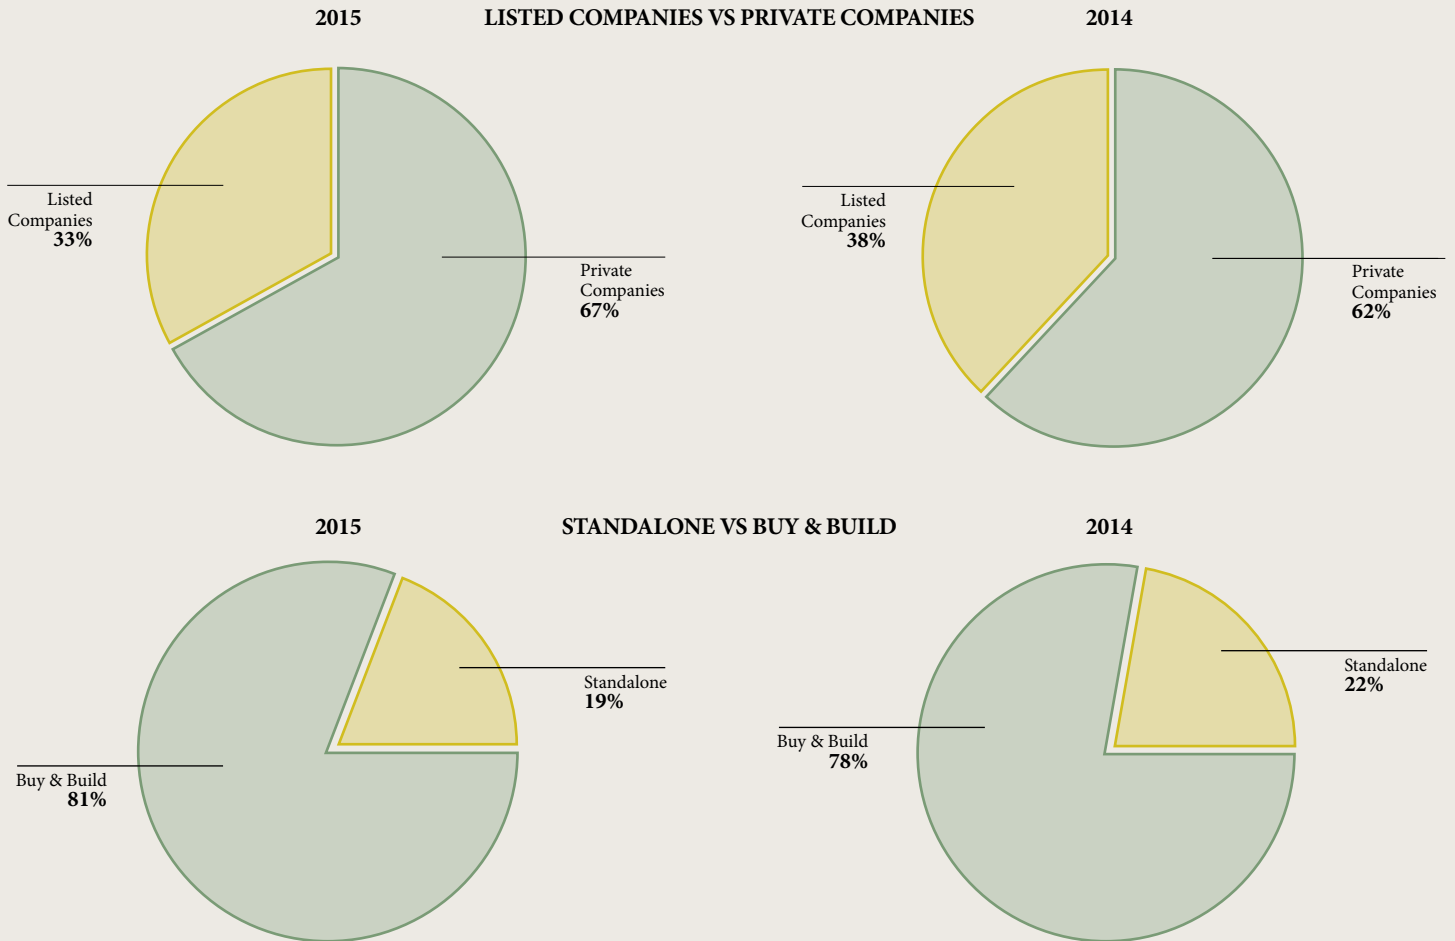 2015 LISTED COMPANIES VS PRIVATE COMPANIES 2014
Listed
Companies
33%
Private
Companies
67%
Listed
Companies
38%
Private
Companies
62%
2015 STANDALONE VS BUY & BUILD 2014
Standalone
19%
Buy & Build
81%
Standalone
22%
Buy & Build
78%